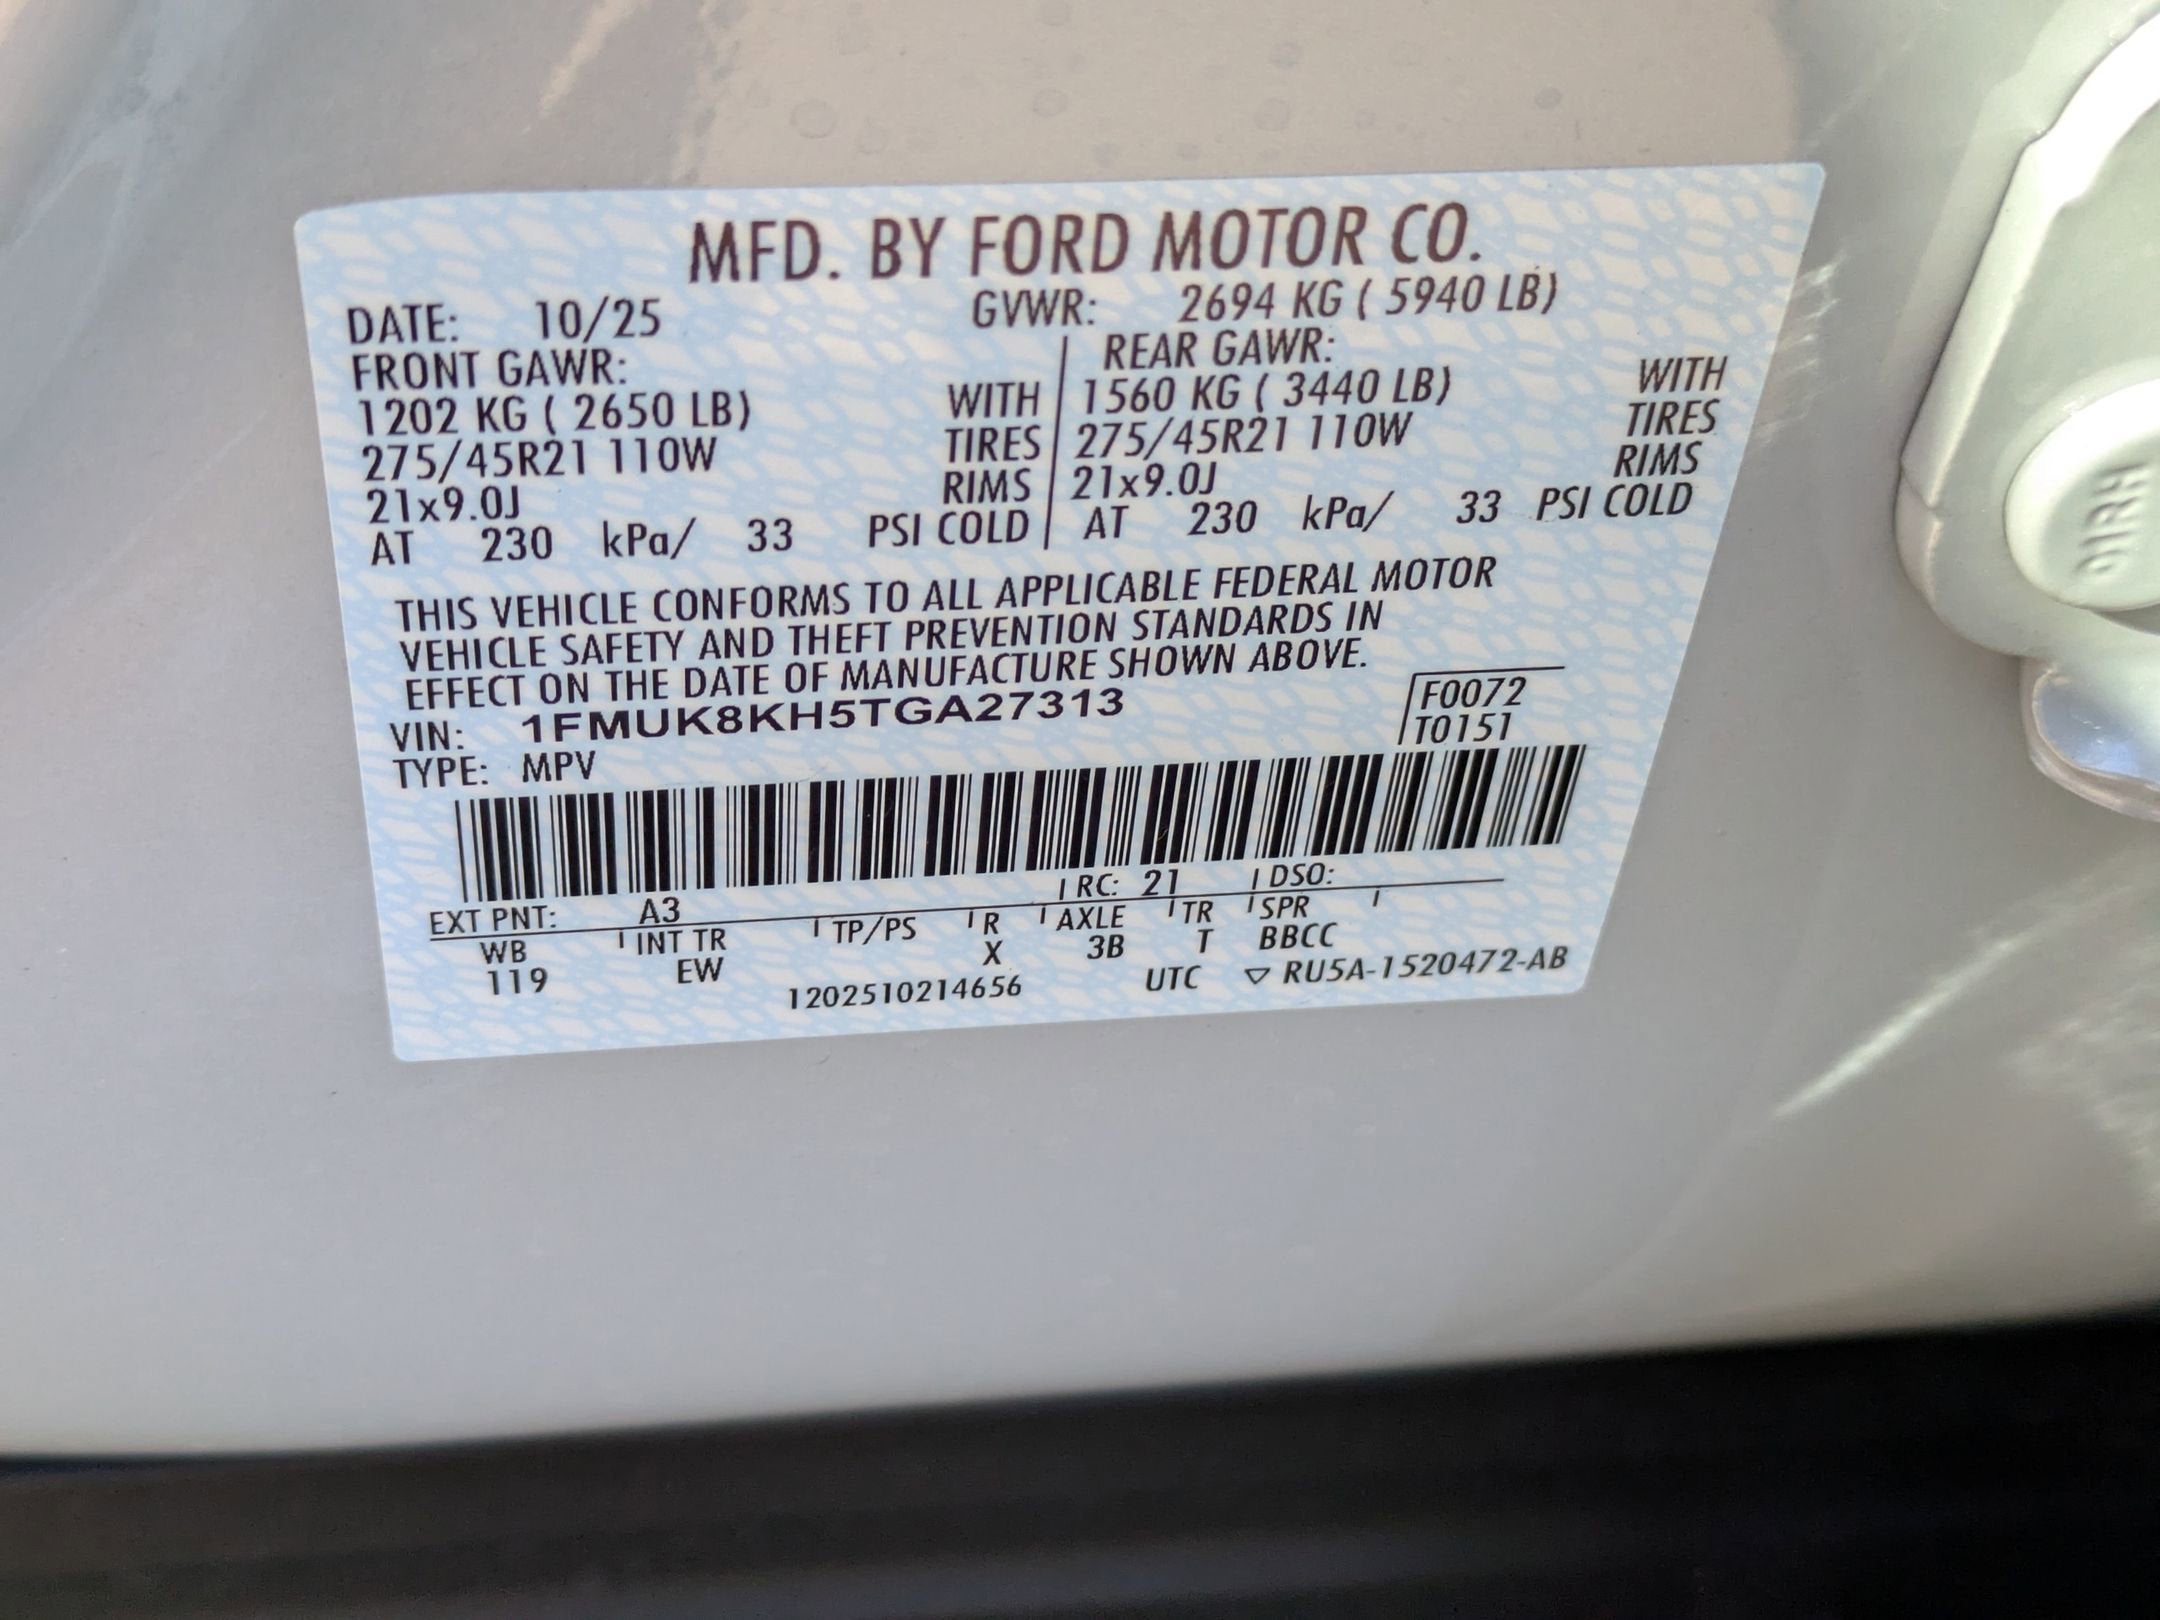 MFD. BY FORD MOTOR CO.
DATE: 10/25 GVWR: 2694 KG ( 5940 LB)
FRONT GAWR: REAR GAWR:
1202 KG ( 2650 LB) WITH 1560 KG ( 3440 LB) WITH
275/45R21 110W TIRES 275/45R21 110W TIRES
21x9.0J RIMS 21x9.0J RIMS
AT 230 kPa/ 33 PSI COLD AT 230 kPa/ 33 PSI COLD
THIS VEHICLE CONFORMS TO ALL APPLICABLE FEDERAL MOTOR
VEHICLE SAFETY AND THEFT PREVENTION STANDARDS IN
EFFECT ON THE DATE OF MANUFACTURE SHOWN ABOVE.
VIN: 1FMUK8KH5TGA27313 F0072
TYPE: MPV T0151
EXT PNT: A3 RC: 21 DSO:
WB INT TR TP/PS R AXLE TR SPR
119 EW X 3B T BBCC
1202510214656 UTC ▽ RU5A-1520472-AB